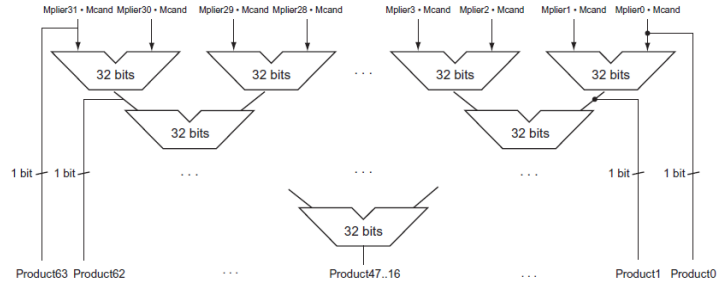 Mplier31 • Mcand Mplier30 • Mcand Mplier29 • Mcand Mplier28 • Mcand Mplier3 • Mcand Mplier2 • Mcand Mplier1 • Mcand Mplier0 • Mcand
32 bits 32 bits . . . 32 bits 32 bits
32 bits 32 bits
1 bit 1 bit . . . . . . . . . 1 bit 1 bit
32 bits
Product63 Product62 . . . Product47..16 . . . Product1 Product0